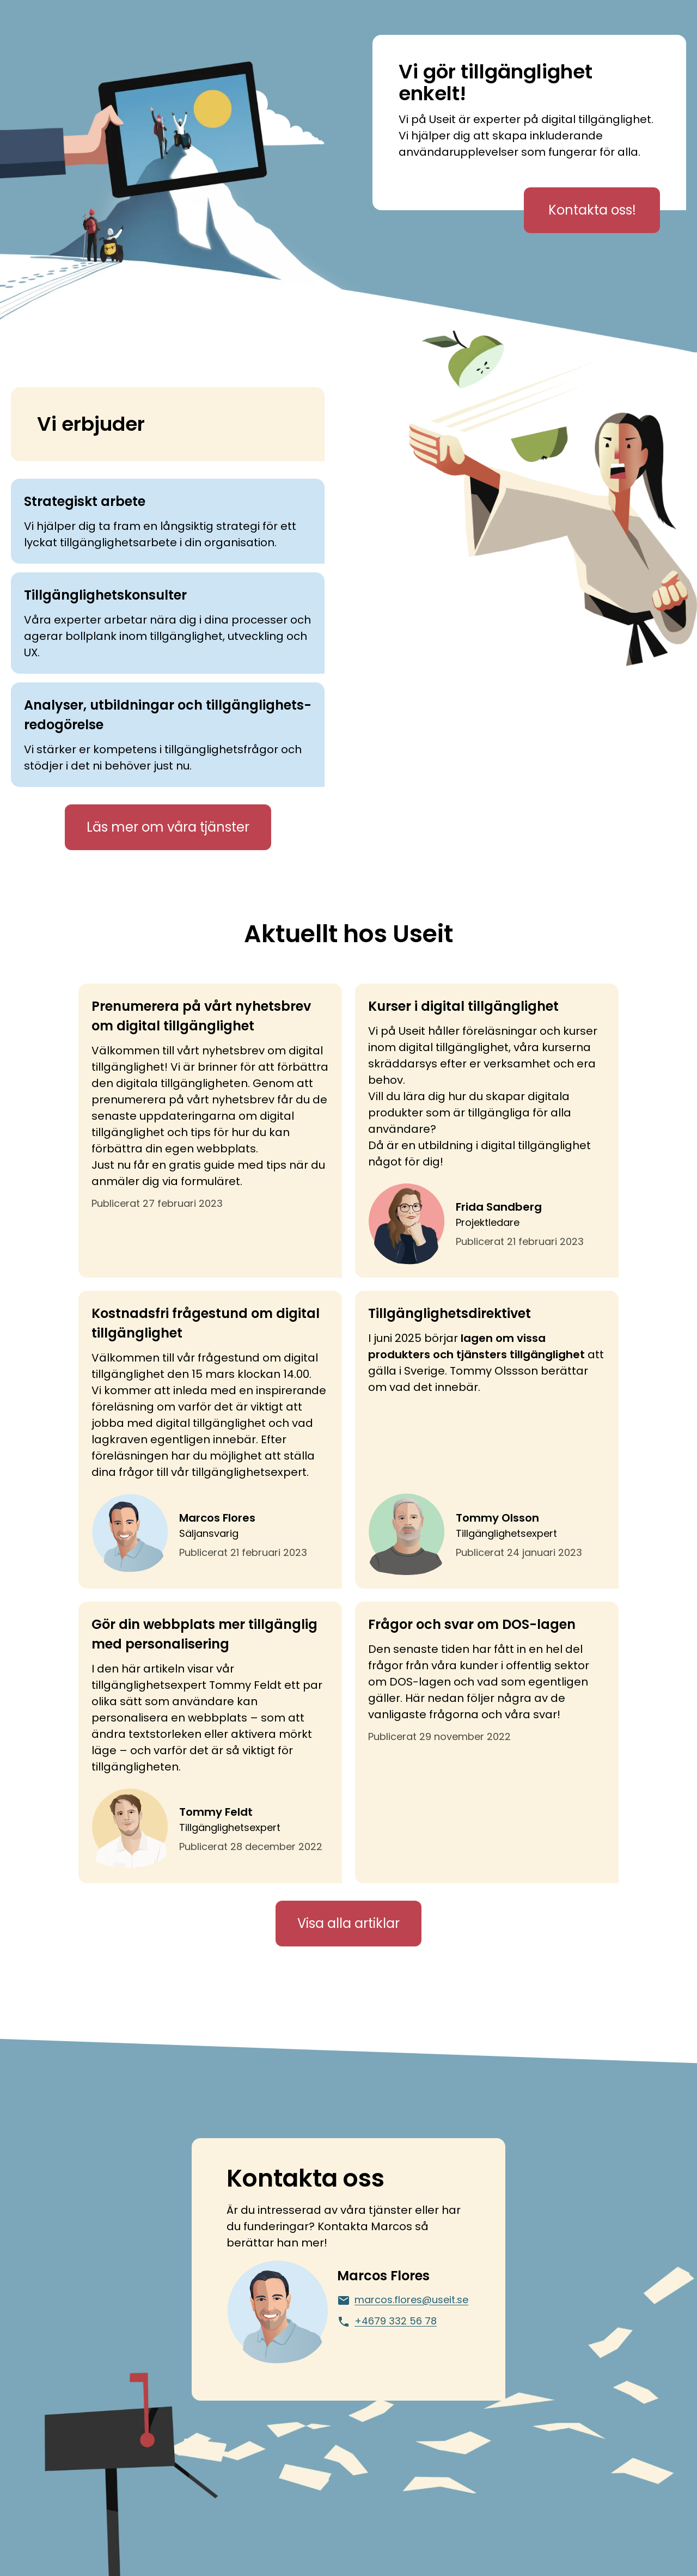 Vi gör tillgänglighet
enkelt!
Vi på Useit är experter på digital tillgänglighet.
Vi hjälper dig att skapa inkluderande
användarupplevelser som fungerar för alla.
Kontakta oss!
Vi erbjuder
Strategiskt arbete
Vi hjälper dig ta fram en långsiktig strategi för ett
lyckat tillgänglighetsarbete i din organisation.
Tillgänglighetskonsulter
Våra experter arbetar nära dig i dina processer och
agerar bollplank inom tillgänglighet, utveckling och
UX.
Analyser, utbildningar och tillgänglighets-
redogörelse
Vi stärker er kompetens i tillgänglighetsfrågor och
stödjer i det ni behöver just nu.
Läs mer om våra tjänster
Aktuellt hos Useit
Prenumerera på vårt nyhetsbrev
om digital tillgänglighet
Välkommen till vårt nyhetsbrev om digital
tillgänglighet! Vi är brinner för att förbättra
den digitala tillgängligheten. Genom att
prenumerera på vårt nyhetsbrev får du de
senaste uppdateringarna om digital
tillgänglighet och tips för hur du kan
förbättra din egen webbplats.
Just nu får en gratis guide med tips när du
anmäler dig via formuläret.
Publicerat 27 februari 2023
Kurser i digital tillgänglighet
Vi på Useit håller föreläsningar och kurser
inom digital tillgänglighet, våra kurserna
skräddarsys efter er verksamhet och era
behov.
Vill du lära dig hur du skapar digitala
produkter som är tillgängliga för alla
användare?
Då är en utbildning i digital tillgänglighet
något för dig!
Frida Sandberg
Projektledare
Publicerat 21 februari 2023
Kostnadsfri frågestund om digital
tillgänglighet
Välkommen till vår frågestund om digital
tillgänglighet den 15 mars klockan 14.00.
Vi kommer att inleda med en inspirerande
föreläsning om varför det är viktigt att
jobba med digital tillgänglighet och vad
lagkraven egentligen innebär. Efter
föreläsningen har du möjlighet att ställa
dina frågor till vår tillgänglighetsexpert.
Marcos Flores
Säljansvarig
Publicerat 21 februari 2023
Tillgänglighetsdirektivet
I juni 2025 börjar lagen om vissa
produkters och tjänsters tillgänglighet att
gälla i Sverige. Tommy Olssson berättar
om vad det innebär.
Tommy Olsson
Tillgänglighetsexpert
Publicerat 24 januari 2023
Gör din webbplats mer tillgänglig
med personalisering
I den här artikeln visar vår
tillgänglighetsexpert Tommy Feldt ett par
olika sätt som användare kan
personalisera en webbplats – som att
ändra textstorleken eller aktivera mörkt
läge – och varför det är så viktigt för
tillgängligheten.
Tommy Feldt
Tillgänglighetsexpert
Publicerat 28 december 2022
Frågor och svar om DOS-lagen
Den senaste tiden har fått in en hel del
frågor från våra kunder i offentlig sektor
om DOS-lagen och vad som egentligen
gäller. Här nedan följer några av de
vanligaste frågorna och våra svar!
Publicerat 29 november 2022
Visa alla artiklar
Kontakta oss
Är du intresserad av våra tjänster eller har
du funderingar? Kontakta Marcos så
berättar han mer!
Marcos Flores
marcos.flores@useit.se
+4679 332 56 78